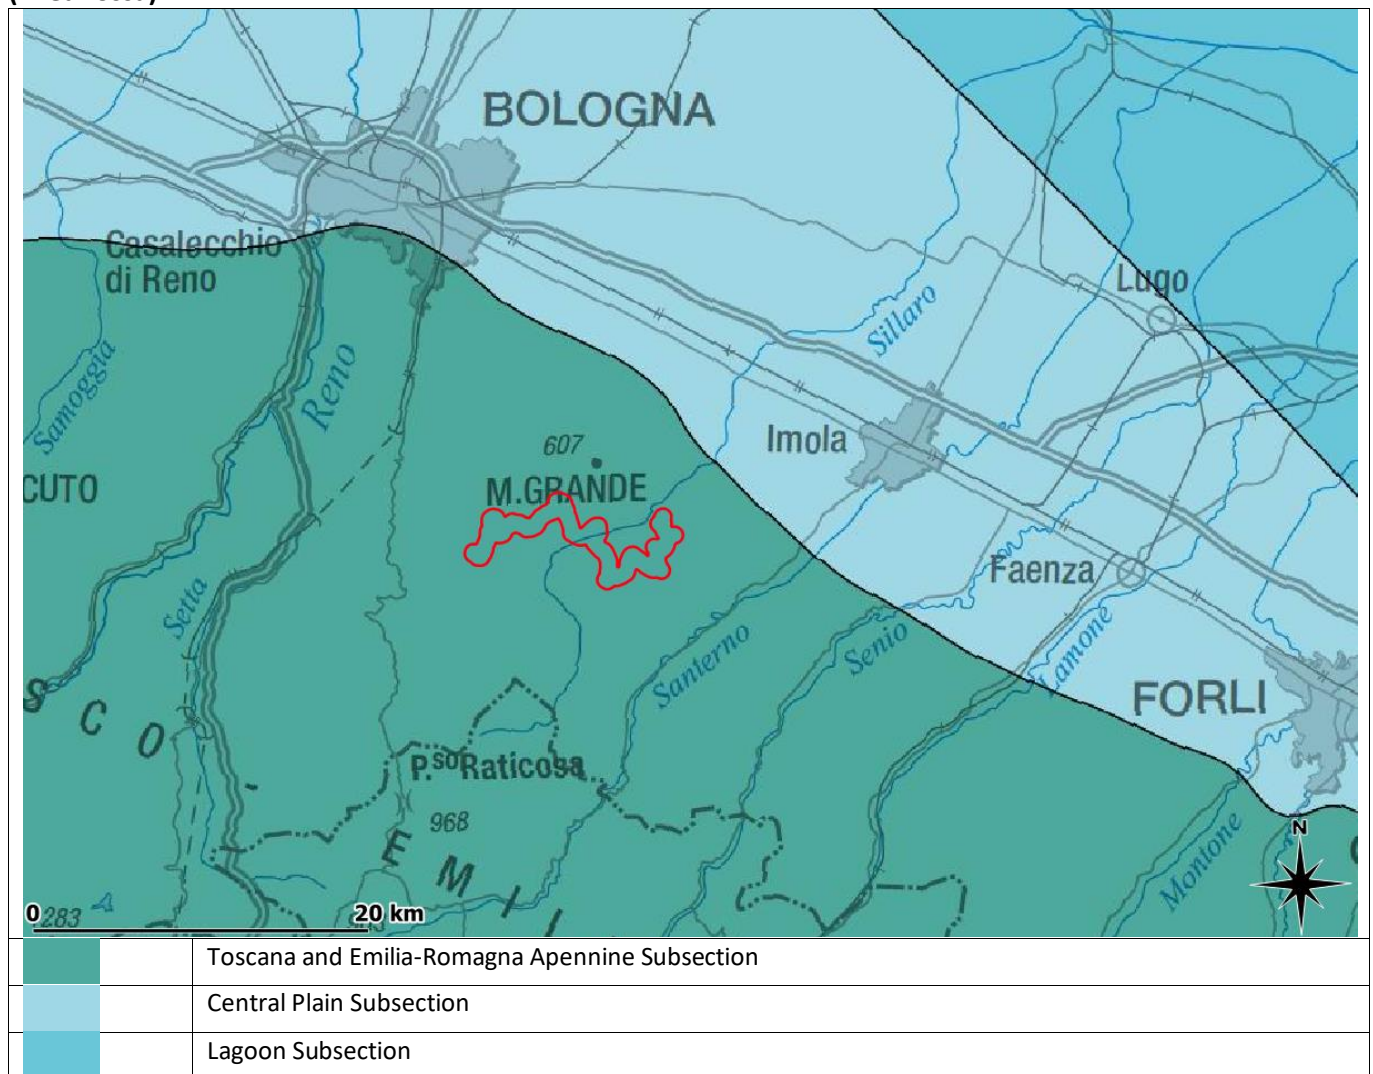 BOLOGNA
Casalecchio
di Reno
Lugo
Sillaro
Samoggia
Reno
Imola
607
M.GRANDE
CUTO
Faenza
Setta
Santerno
Senio
Lamone
FORLI
S C O
P.so Raticosa
968
E M I
Montone
N
0
283
20 km
Toscana and Emilia-Romagna Apennine Subsection
Central Plain Subsection
Lagoon Subsection